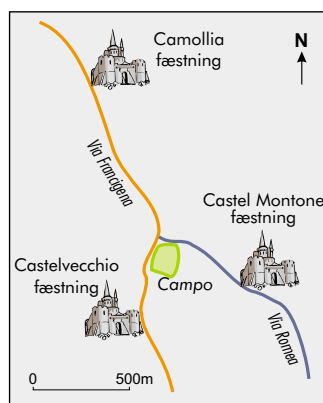 Camollia
fæstning
N
Via Francigena
Castel Montone
fæstning
Castelvecchio
fæstning
Campo
Via Romea
0 500m